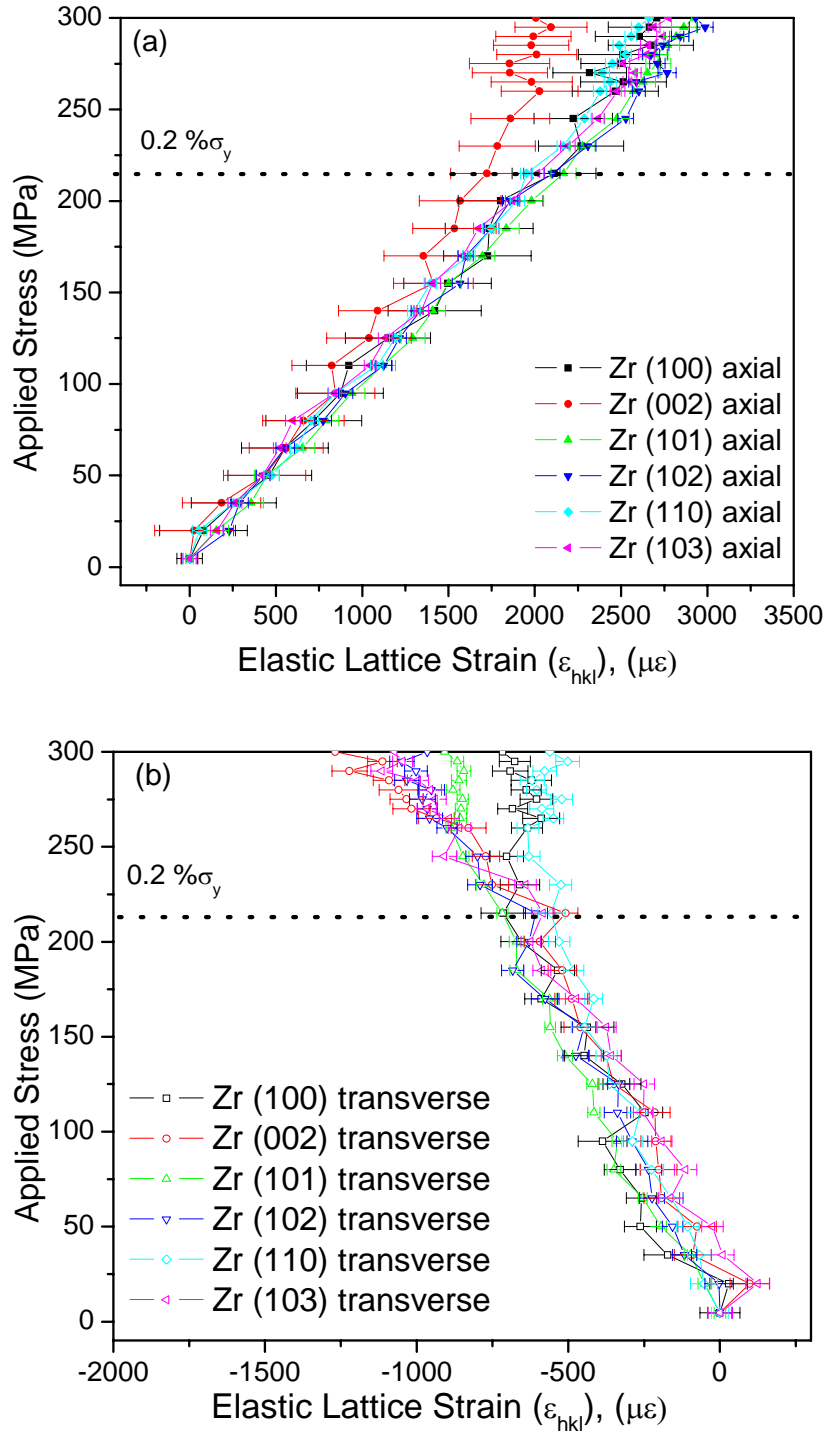 (a)
300
250
200
150
100
50
0
Applied Stress (MPa)
0.2 %σy
Zr (100) axial
Zr (002) axial
Zr (101) axial
Zr (102) axial
Zr (110) axial
Zr (103) axial
0 500 1000 1500 2000 2500 3000 3500
Elastic Lattice Strain (εhkl), (με)
(b)
300
250
200
150
100
50
0
Applied Stress (MPa)
0.2 %σy
Zr (100) transverse
Zr (002) transverse
Zr (101) transverse
Zr (102) transverse
Zr (110) transverse
Zr (103) transverse
-2000 -1500 -1000 -500 0
Elastic Lattice Strain (εhkl), (με)